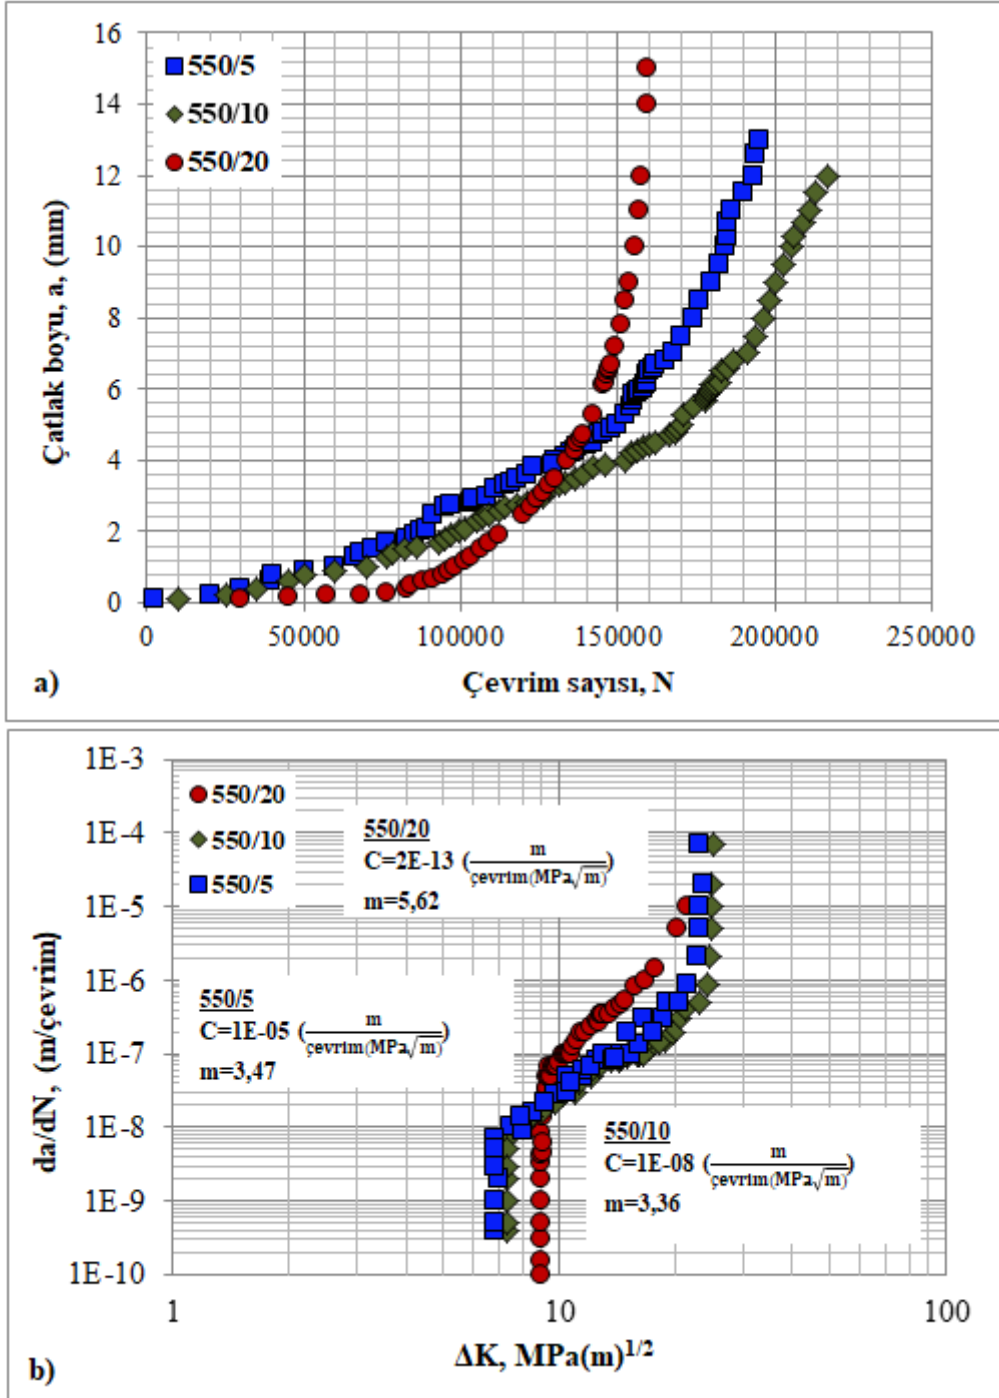 16
14
12
10
8
6
4
2
0
Çatlak boyu, a, (mm)
550/5
550/10
550/20
0 50000 100000 150000 200000 250000
Çevrim sayısı, N
a)
1E-3
1E-4
1E-5
1E-6
1E-7
1E-8
1E-9
1E-10
da/dN, (m/çevrim)
550/20
550/10
550/5
550/20
C=2E-13 (m/çevrim(MPa√m))
m=5,62
550/5
C=1E-05 (m/çevrim(MPa√m))
m=3,47
550/10
C=1E-08 (m/çevrim(MPa√m))
m=3,36
1 10 100
ΔK, MPa(m)^1/2
b)